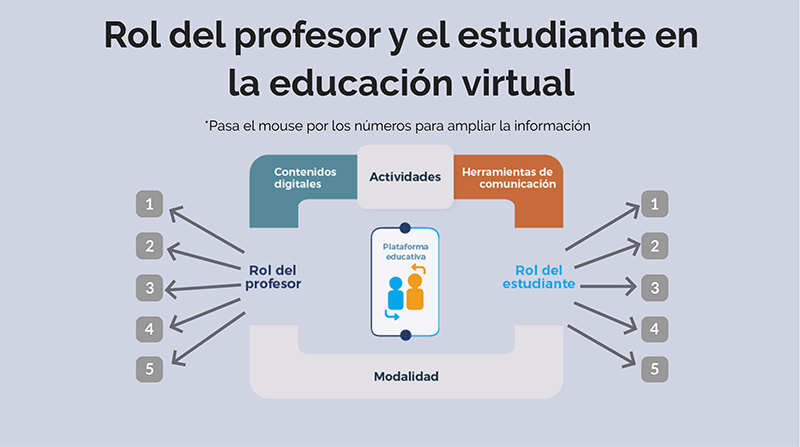 Rol del profesor y el estudiante en
la educación virtual
*Pasa el mouse por los números para ampliar la información
Contenidos
digitales
Actividades
Herramientas de
comunicación
1
2
3
4
5
Rol del
profesor
Plataforma
educativa
Rol del
estudiante
1
2
3
4
5
Modalidad